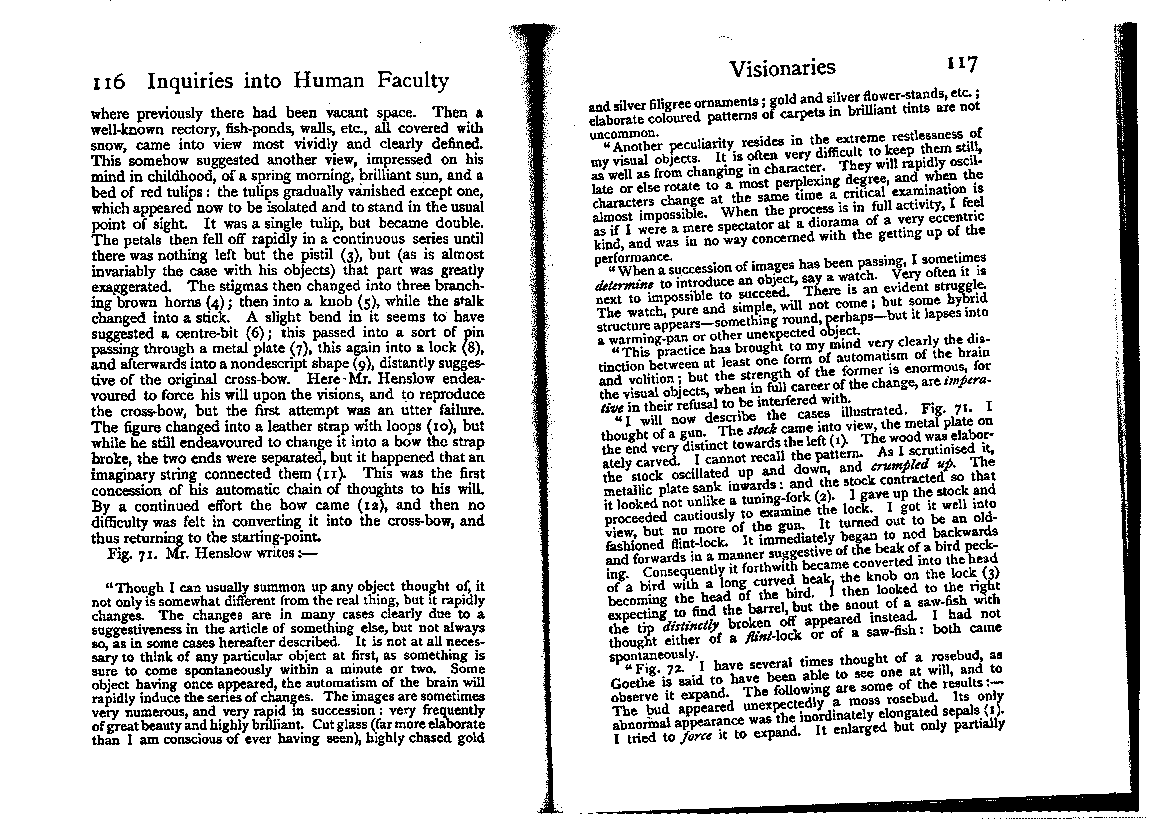 116 Inquiries into Human Faculty
where previously there had been vacant space. Then a
well-known rectory, fish-ponds, walls, etc., all covered with
snow, came into view most vividly and clearly defined.
This somehow suggested another view, impressed on his
mind in childhood, of a spring morning, brilliant sun, and a
bed of red tulips: the tulips gradually vanished except one,
which appeared now to be isolated and to stand in the usual
point of sight. It was a single tulip, but became double.
The petals then fell off rapidly in a continuous series until
there was nothing left but the pistil (3), but (as is almost
invariably the case with his objects) that part was greatly
exaggerated. The stigmas then changed into three branch-
ing brown horns (4); then into a knob (5), while the stalk
changed into a stick. A slight bend in it seems to have
suggested a centre-bit (6); this passed into a sort of pin
passing through a metal plate (7), this again into a lock (8),
and afterwards into a nondescript shape (9), distantly sugges-
tive of the original cross-bow. Here Mr. Henslow endea-
voured to force his will upon the visions, and to reproduce
the cross-bow, but the first attempt was an utter failure.
The figure changed into a leather strap with loops (10), but
while he still endeavoured to change it into a bow the strap
broke, the two ends were separated, but it happened that an
imaginary string connected them (11). This was the first
concession of his automatic chain of thoughts to his will.
By a continued effort the bow came (12), and then no
difficulty was felt in converting it into the cross-bow, and
thus returning to the starting-point.
Fig. 71. Mr. Henslow writes:—
"Though I can usually summon up any object thought of, it
not only is somewhat different from the real thing, but it rapidly
changes. The changes are in many cases clearly due to a
suggestiveness in the article of something else, but not always
so, as in some cases hereafter described. It is not at all neces-
sary to think of any particular object at first, as something is
sure to come spontaneously within a minute or two. Some
object having once appeared, the automatism of the brain will
rapidly induce the series of changes. The images are sometimes
very numerous, and very rapid in succession: very frequently
of great beauty and highly brilliant. Cut glass (far more elaborate
than I am conscious of ever having seen), highly chased gold
Visionaries 117
and silver filigree ornaments; gold and silver flower-stands, etc.;
elaborate coloured patterns of carpets in brilliant tints are not
uncommon.
"Another peculiarity resides in the extreme restlessness of
my visual objects. It is often very difficult to keep them still,
as well as from changing in character. They will rapidly oscil-
late or else rotate to a most perplexing degree, and when the
characters change at the same time a critical examination is
almost impossible. When the process is in full activity, I feel
as if I were a mere spectator at a diorama of a very eccentric
kind, and was in no way concerned with the getting up of the
performance.
"When a succession of images has been passing, I sometimes
determine to introduce an object, say a watch. Very often it is
next to impossible to succeed. There is an evident struggle.
The watch, pure and simple, will not come; but some hybrid
structure appears—something round, perhaps—but it lapses into
a warming-pan or other unexpected object.
"This practice has brought to my mind very clearly the dis-
tinction between at least one form of automatism of the brain
and volition; but the strength of the former is enormous, for
the visual objects, when in full career of the change, are impera-
tive in their refusal to be interfered with.
"I will now describe the cases illustrated. Fig. 71. I
thought of a gun. The stock came into view, the metal plate on
the end very distinct towards the left (1). The wood was elabor-
ately carved. I cannot recall the pattern. As I scrutinised it,
the stock oscillated up and down, and crumpled up. The
metallic plate sank inwards: and the stock contracted so that
it looked not unlike a tuning-fork (2). I gave up the stock and
proceeded cautiously to examine the lock. I got it well into
view, but no more of the gun. It turned out to be an old-
fashioned flint-lock. It immediately began to nod backwards
and forwards in a manner suggestive of the beak of a bird peck-
ing. Consequently it forthwith became converted into the head
of a bird with a long curved beak, the knob on the lock (3)
becoming the head of the bird. I then looked to the right
expecting to find the barrel, but the snout of a saw-fish with
the tip distinctly broken off appeared instead. I had not
thought either of a flint-lock or of a saw-fish: both came
spontaneously.
"Fig. 72. I have several times thought of a rosebud, as
Goethe is said to have been able to see one at will, and to
observe it expand. The following are some of the results:—
The bud appeared unexpectedly a moss rosebud. Its only
abnormal appearance was the inordinately elongated sepals (1).
I tried to force it to expand. It enlarged but only partially